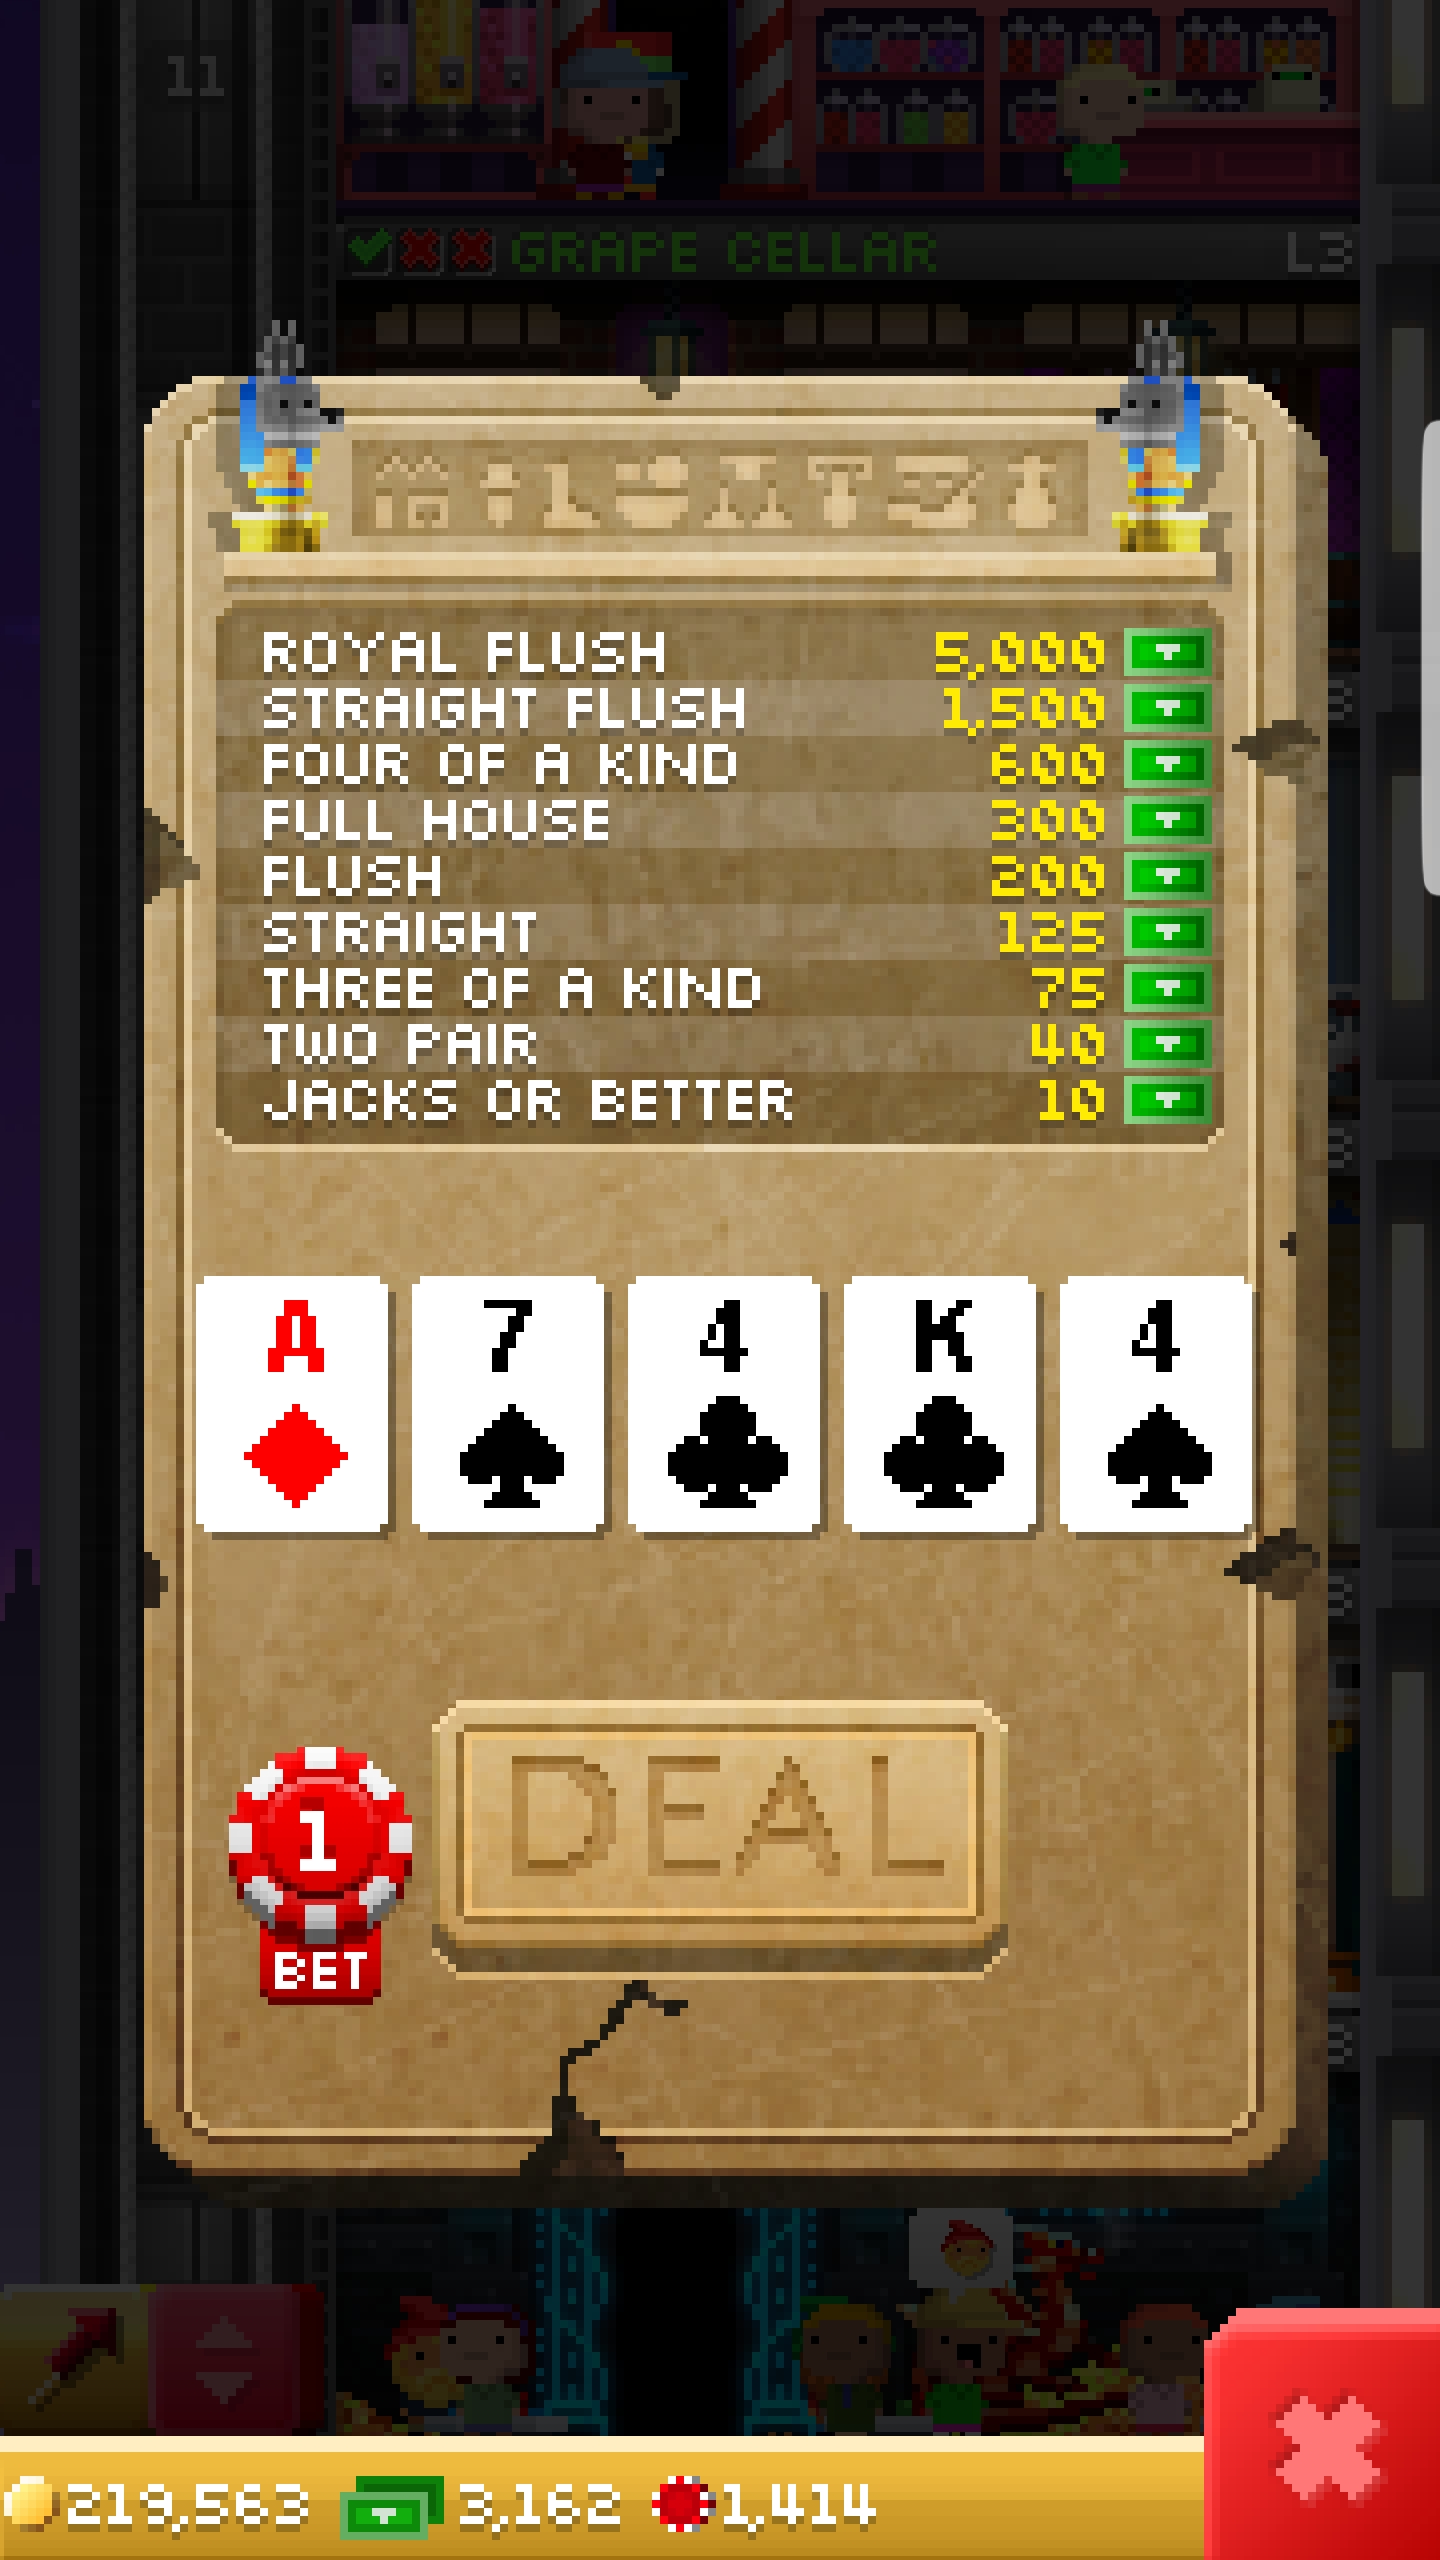 11
GRAPE CELLAR L3
ROYAL FLUSH 5,000
STRAIGHT FLUSH 1,500
FOUR OF A KIND 600
FULL HOUSE 300
FLUSH 200
STRAIGHT 125
THREE OF A KIND 75
TWO PAIR 40
JACKS OR BETTER 10
A 7 4 K 4
1
DEAL
BET
219,563 3,162 1,414